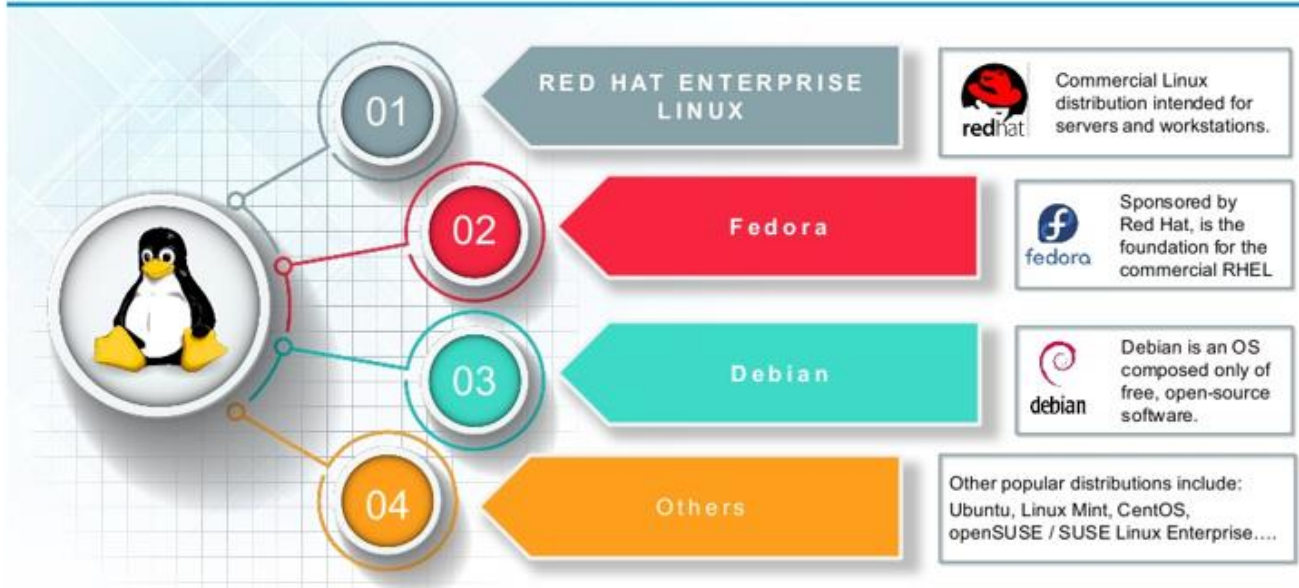 01
RED HAT ENTERPRISE
LINUX
redhat
Commercial Linux
distribution intended for
servers and workstations.
02
Fedora
fedora
Sponsored by
Red Hat, is the
foundation for the
commercial RHEL
03
Debian
debian
Debian is an OS
composed only of
free, open-source
software.
04
Others
Other popular distributions include:
Ubuntu, Linux Mint, CentOS,
openSUSE / SUSE Linux Enterprise....